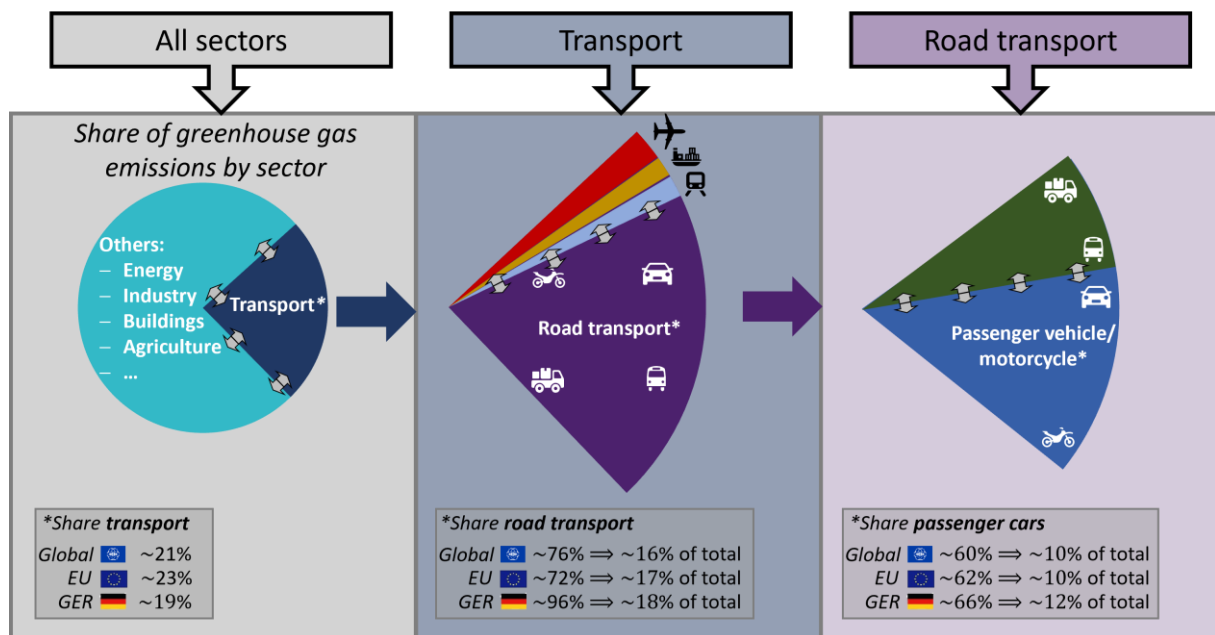 All sectors
Transport
Road transport
Share of greenhouse gas
emissions by sector
Others:
– Energy
– Industry
– Buildings
– Agriculture
– ...
Transport*
Road transport*
Passenger vehicle/
motorcycle*
*Share transport
Global ~21%
EU ~23%
GER ~19%
*Share road transport
Global ~76% ⟹ ~16% of total
EU ~72% ⟹ ~17% of total
GER ~96% ⟹ ~18% of total
*Share passenger cars
Global ~60% ⟹ ~10% of total
EU ~62% ⟹ ~10% of total
GER ~66% ⟹ ~12% of total